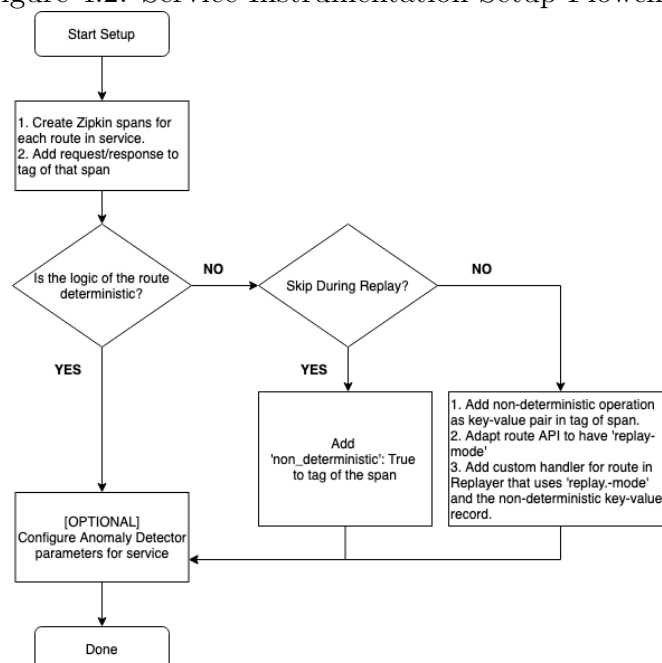 Service Instrumentation Setup
Start Setup
1. Create Zipkin spans for
each route in service.
2. Add request/response to
tag of that span
Is the logic of the route
deterministic?
NO
Skip During Replay?
NO
YES
YES
Add
'non_deterministic': True
to tag of the span
1. Add non-deterministic operation
as key-value pair in tag of span.
2. Adapt route API to have 'replay-
mode'
3. Add custom handler for route in
Replayer that uses 'replay.-mode'
and the non-deterministic key-value
record.
[OPTIONAL]
Configure Anomaly Detector
parameters for service
Done